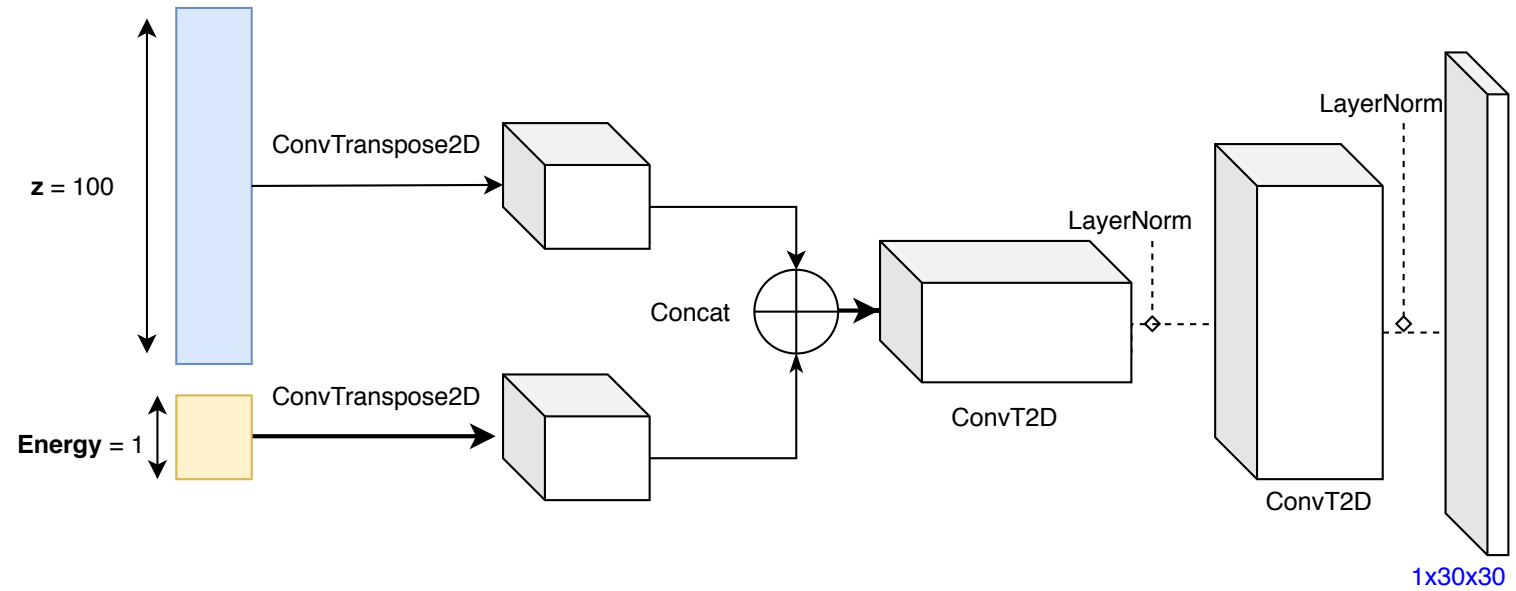 z = 100
ConvTranspose2D
Energy = 1
ConvTranspose2D
Concat
ConvT2D
LayerNorm
ConvT2D
LayerNorm
1x30x30